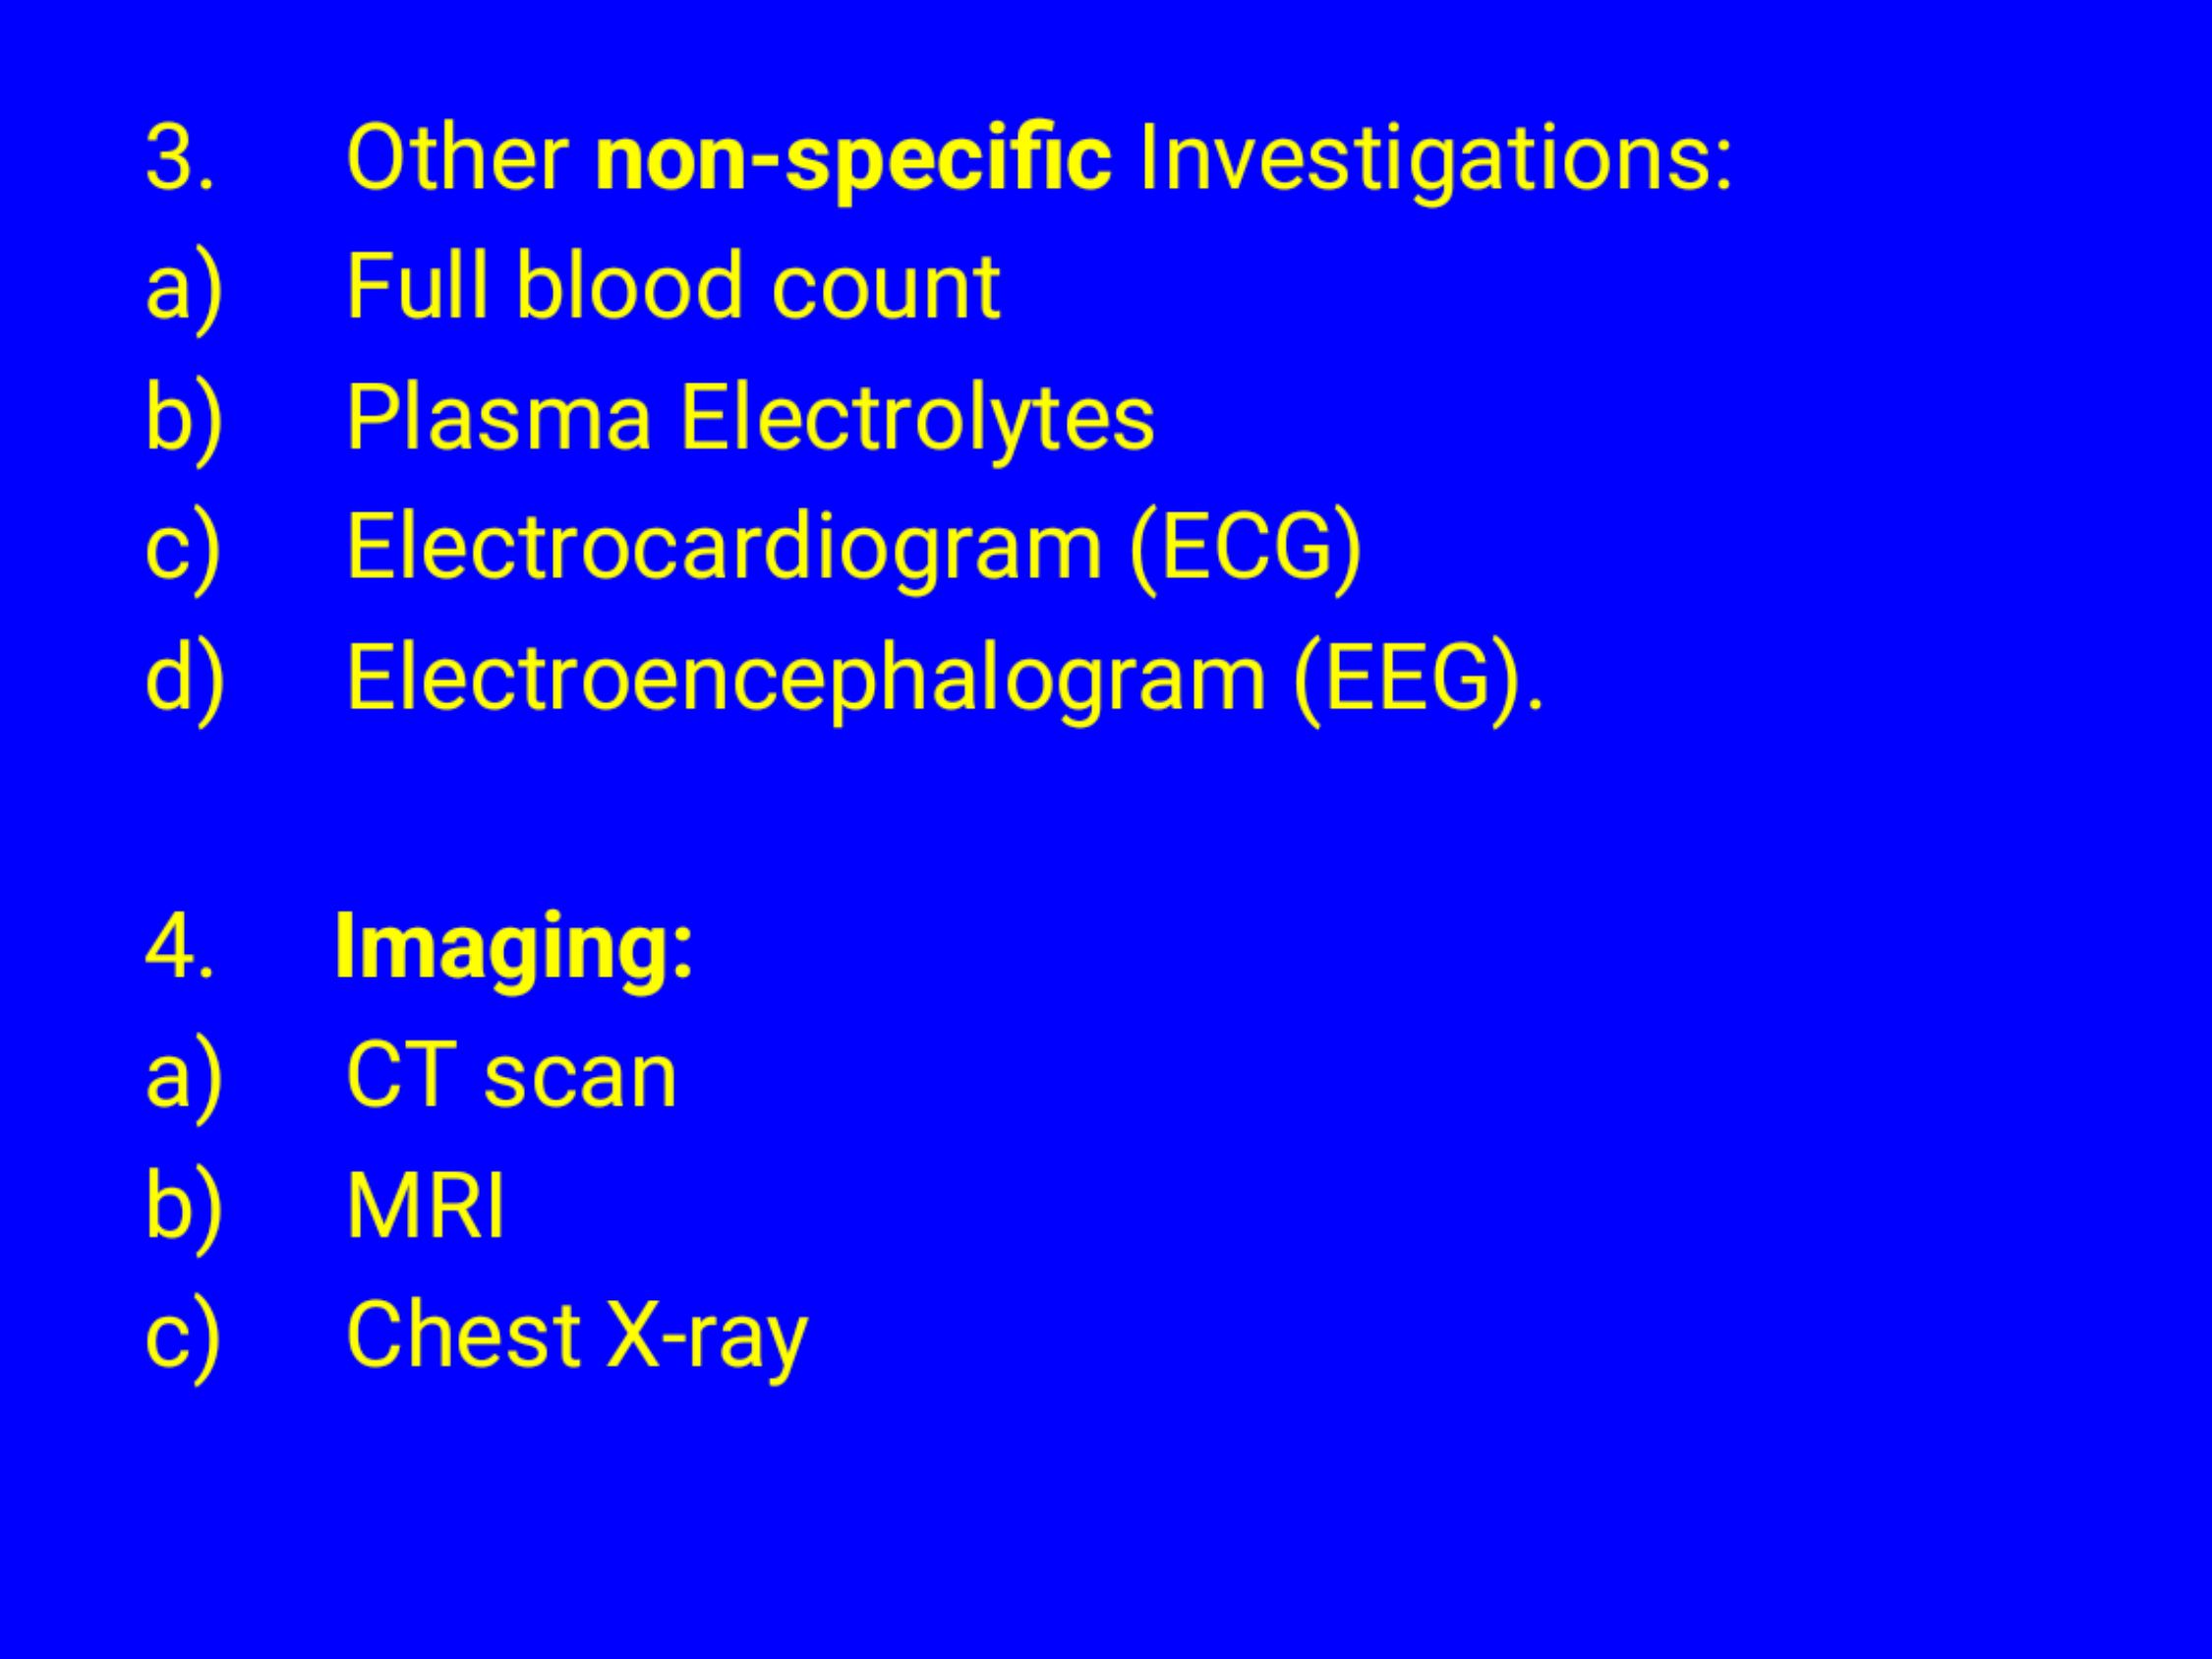 3. Other non-specific Investigations:
a) Full blood count
b) Plasma Electrolytes
c) Electrocardiogram (ECG)
d) Electroencephalogram (EEG).
4. Imaging:
a) CT scan
b) MRI
c) Chest X-ray